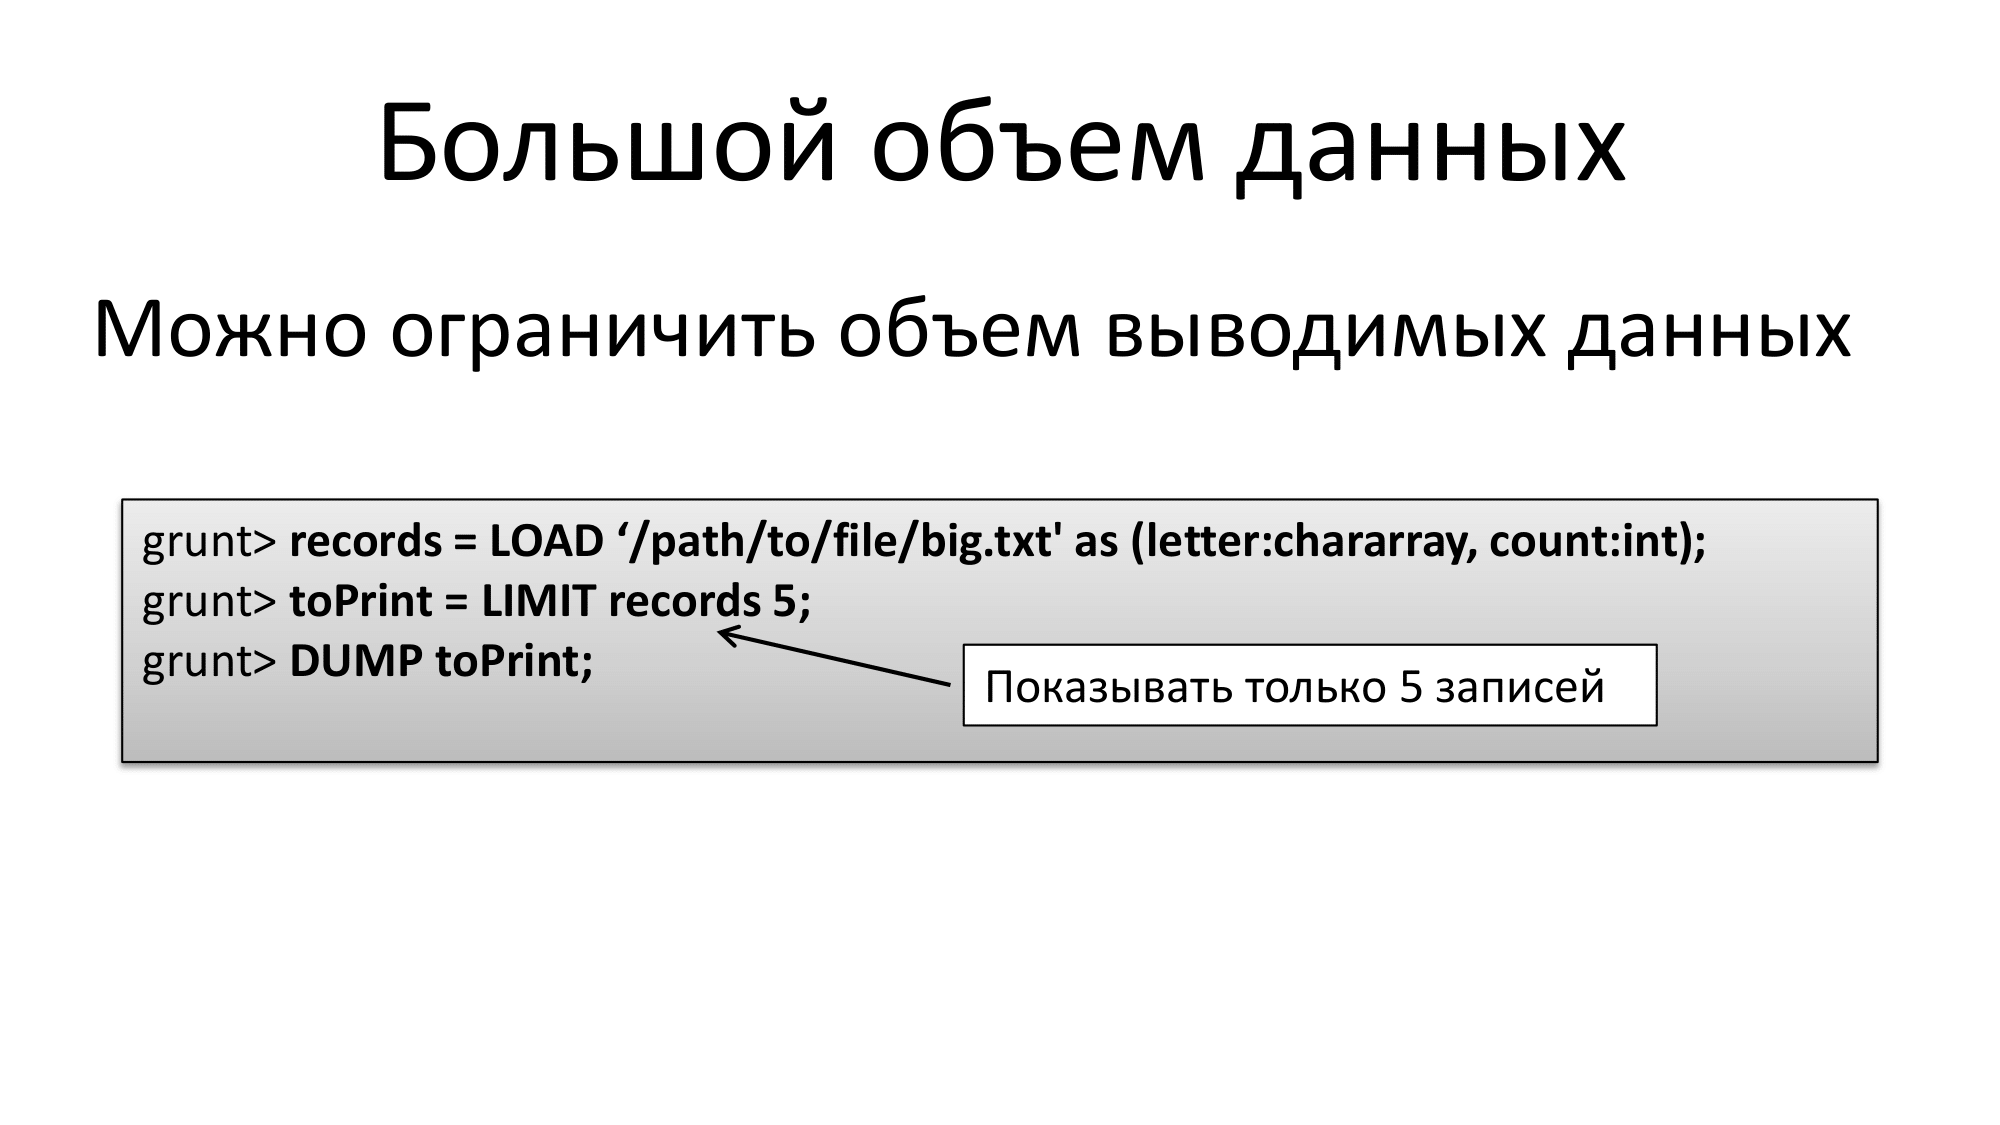 Большой объем данных
Можно ограничить объем выводимых данных
grunt> records = LOAD ‘/path/to/file/big.txt' as (letter:chararray, count:int);
grunt> toPrint = LIMIT records 5;
grunt> DUMP toPrint;
Показывать только 5 записей